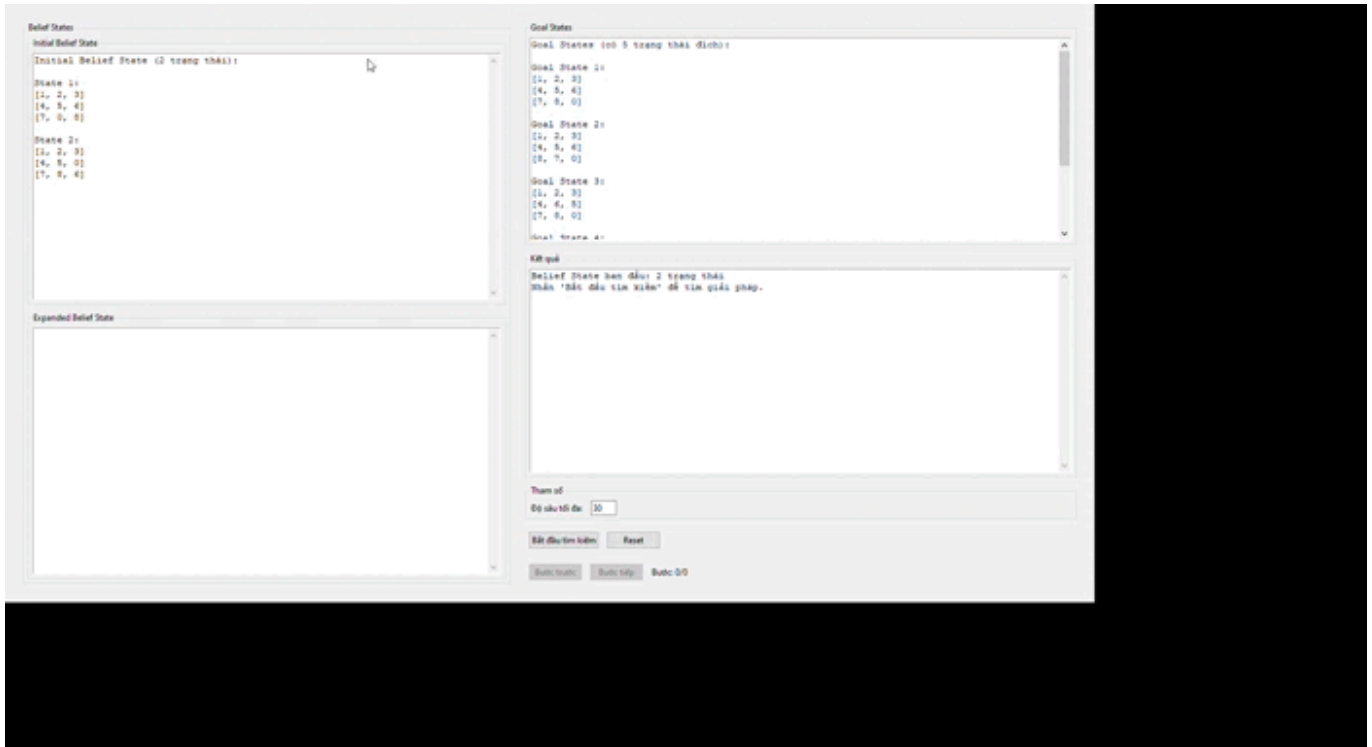 Belief States
Initial Belief State
Initial Belief State (2 trạng thái):
State 1:
[1, 2, 3]
[4, 5, 6]
[7, 0, 8]
State 2:
[1, 2, 3]
[4, 5, 0]
[7, 8, 6]
Expanded Belief State
Goal States
Goal States (có 5 trạng thái đích):
Goal State 1:
[1, 2, 3]
[4, 5, 6]
[7, 8, 0]
Goal State 2:
[1, 2, 3]
[4, 5, 6]
[8, 7, 0]
Goal State 3:
[1, 2, 3]
[4, 6, 5]
[7, 8, 0]
Goal State 4:
Kết quả
Belief State ban đầu: 2 trạng thái
Nhấn 'Bắt đầu tìm kiếm' để tìm giải pháp.
Tham số
Độ sâu tối đa: 30
Bắt đầu tìm kiếm Reset
Bước trước Bước tiếp Bước: 0/0